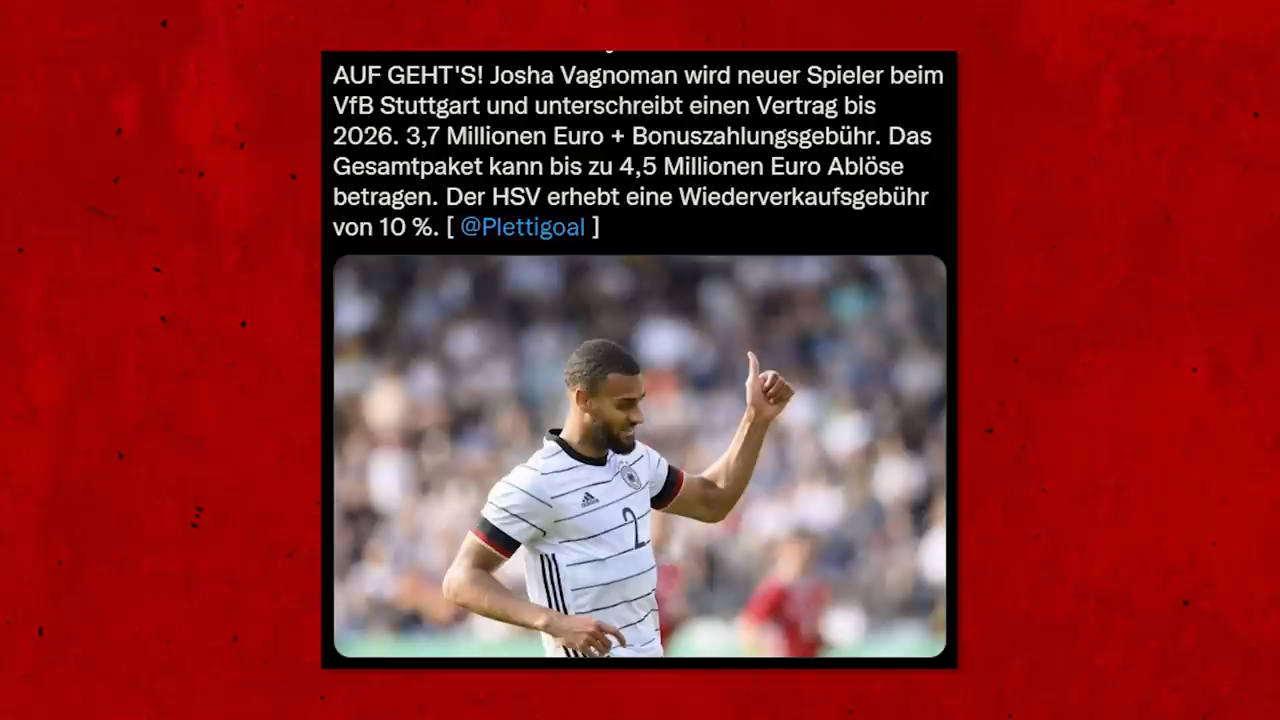 AUF GEHT'S! Josha Vagnoman wird neuer Spieler beim
VfB Stuttgart und unterschreibt einen Vertrag bis
2026. 3,7 Millionen Euro + Bonuszahlungsgebühr. Das
Gesamtpaket kann bis zu 4,5 Millionen Euro Ablöse
betragen. Der HSV erhebt eine Wiederverkaufsgebühr
von 10 %. [ @Plettigoal ]
adidas
2